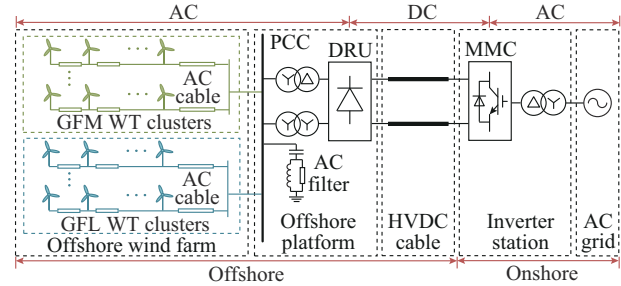 AC
DC
AC
PCC
DRU
MMC
AC
cable
GFM WT clusters
AC
cable
GFL WT clusters
AC
filter
Offshore wind farm
Offshore
platform
HVDC
cable
Inverter
station
AC
grid
Offshore
Onshore